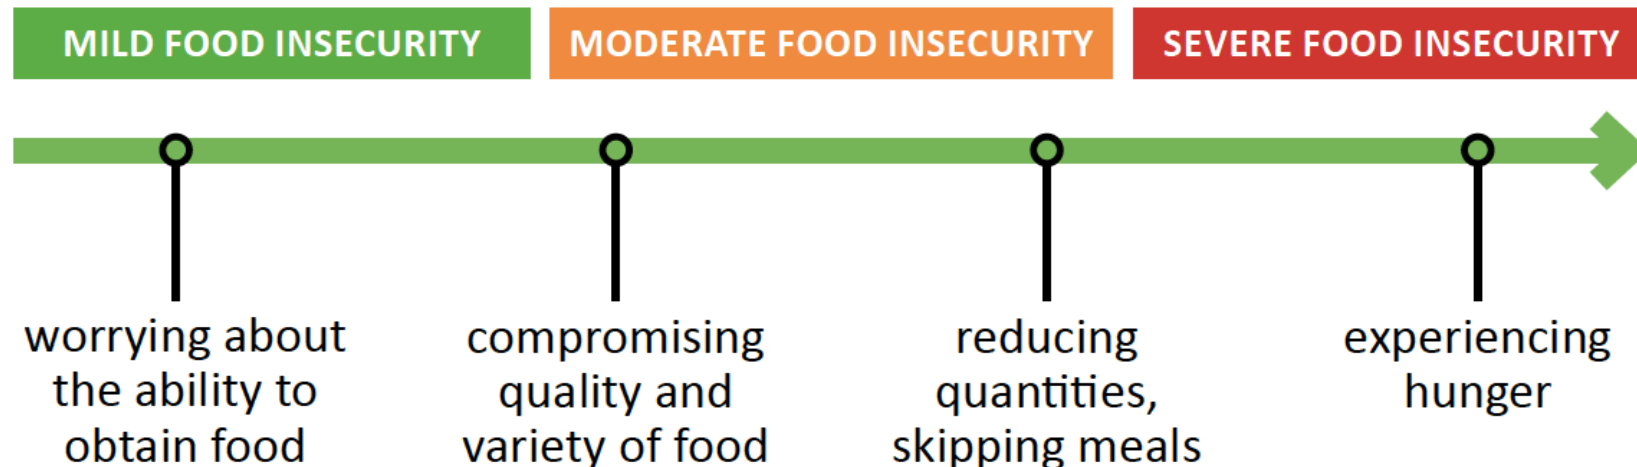 MILD FOOD INSECURITY
MODERATE FOOD INSECURITY
SEVERE FOOD INSECURITY
worrying about
the ability to
obtain food
compromising
quality and
variety of food
reducing
quantities,
skipping meals
experiencing
hunger